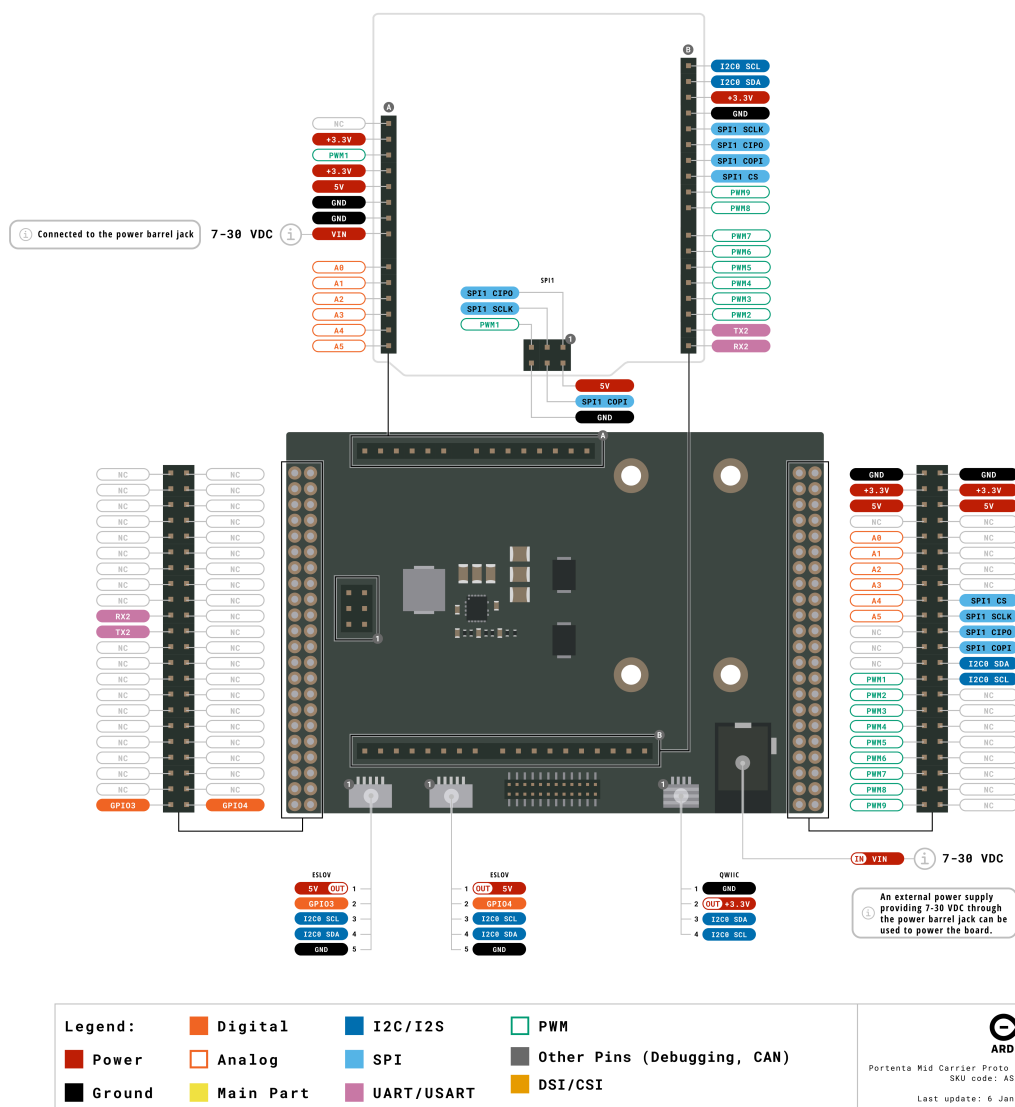 B
I2C0 SCL
I2C0 SDA
+3.3V
GND
SPI1 SCLK
SPI1 CIPO
SPI1 COPI
SPI1 CS
PWM9
PWM8
PWM7
PWM6
PWM5
PWM4
PWM3
PWM2
TX2
RX2
A
NC
+3.3V
PWM1
+3.3V
5V
GND
GND
VIN
7-30 VDC
i
i Connected to the power barrel jack
A0
A1
A2
A3
A4
A5
SPI1
SPI1 CIPO
SPI1 SCLK
PWM1
1
5V
SPI1 COPI
GND
A
1
B
1
1
1
NC NC
NC NC
NC NC
NC NC
NC NC
NC NC
NC NC
NC NC
NC NC
RX2 NC
TX2 NC
NC NC
NC NC
NC NC
NC NC
NC NC
NC NC
NC NC
NC NC
NC NC
NC NC
GPIO3 GPIO4
GND GND
+3.3V +3.3V
5V 5V
NC NC
A0 NC
A1 NC
A2 NC
A3 NC
A4 SPI1 CS
A5 SPI1 SCLK
NC SPI1 CIPO
NC SPI1 COPI
NC I2C0 SDA
PWM1 I2C0 SCL
PWM2 NC
PWM3 NC
PWM4 NC
PWM5 NC
PWM6 NC
PWM7 NC
PWM8 NC
PWM9 NC
ESLOV
5V OUT 1
GPIO3 2
I2C0 SCL 3
I2C0 SDA 4
GND 5
ESLOV
1 OUT 5V
2 GPIO4
3 I2C0 SCL
4 I2C0 SDA
5 GND
QWIIC
1 GND
2 OUT +3.3V
3 I2C0 SDA
4 I2C0 SCL
IN VIN i 7-30 VDC
i
An external power supply
providing 7-30 VDC through
the power barrel jack can be
used to power the board.
Legend:
Power
Ground
Digital
Analog
Main Part
I2C/I2S
SPI
UART/USART
PWM
Other Pins (Debugging, CAN)
DSI/CSI
ARD
Portenta Mid Carrier Proto
SKU code: AS
Last update: 6 Jan